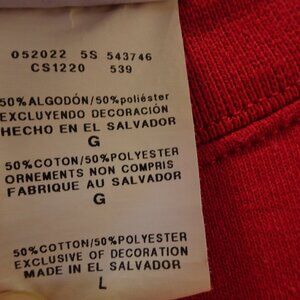 052022 5S 543746
CS1220 539
50%ALGODÓN/50%poliéster
EXCLUYENDO DECORACIÓN
HECHO EN EL SALVADOR
G
50%COTON/50%POLYESTER
ORNEMENTS NON COMPRIS
FABRIQUE AU SALVADOR
G
50%COTTON/50%POLYESTER
EXCLUSIVE OF DECORATION
MADE IN EL SALVADOR
L